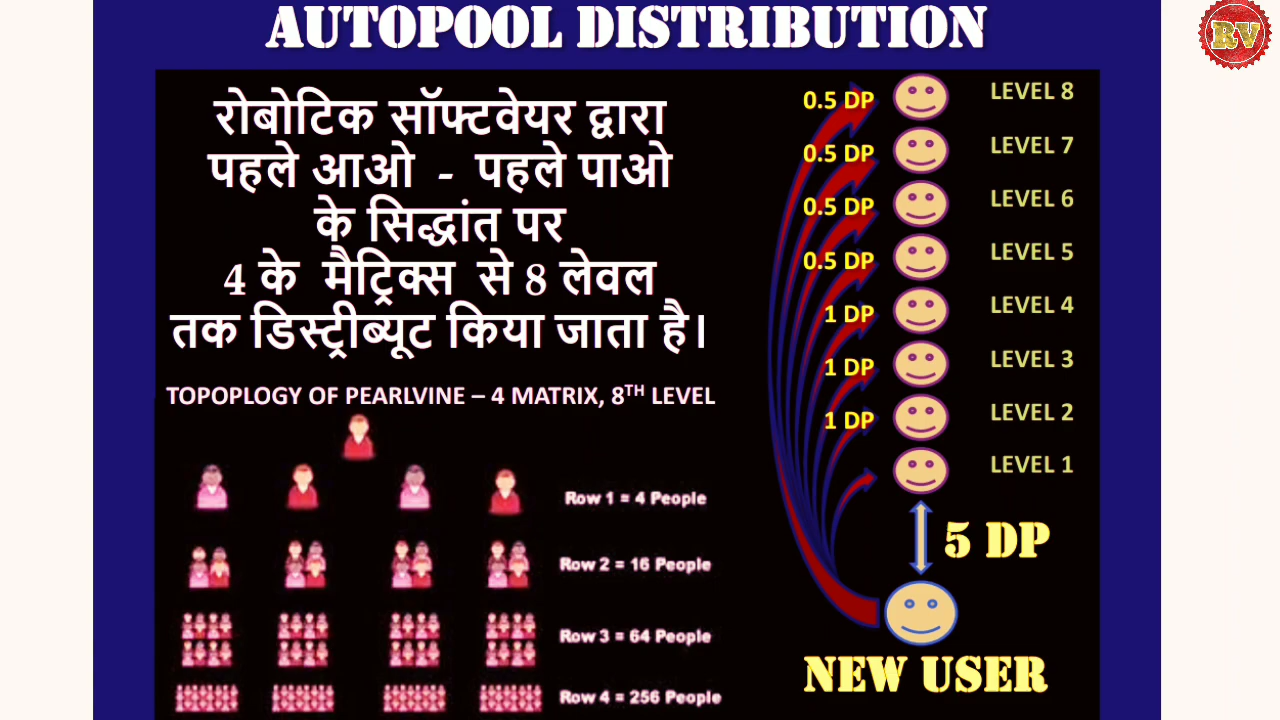 AUTOPOOL DISTRIBUTION
RV
रोबोटिक सॉफ्टवेयर द्वारा
पहले आओ - पहले पाओ
के सिद्धांत पर
4 के मैट्रिक्स से 8 लेवल
तक डिस्ट्रीब्यूट किया जाता है।
TOPOPLOGY OF PEARLVINE – 4 MATRIX, 8TH LEVEL
Row 1 = 4 People
Row 2 = 16 People
Row 3 = 64 People
Row 4 = 256 People
0.5 DP LEVEL 8
0.5 DP LEVEL 7
0.5 DP LEVEL 6
0.5 DP LEVEL 5
1 DP LEVEL 4
1 DP LEVEL 3
1 DP LEVEL 2
LEVEL 1
5 DP
NEW USER